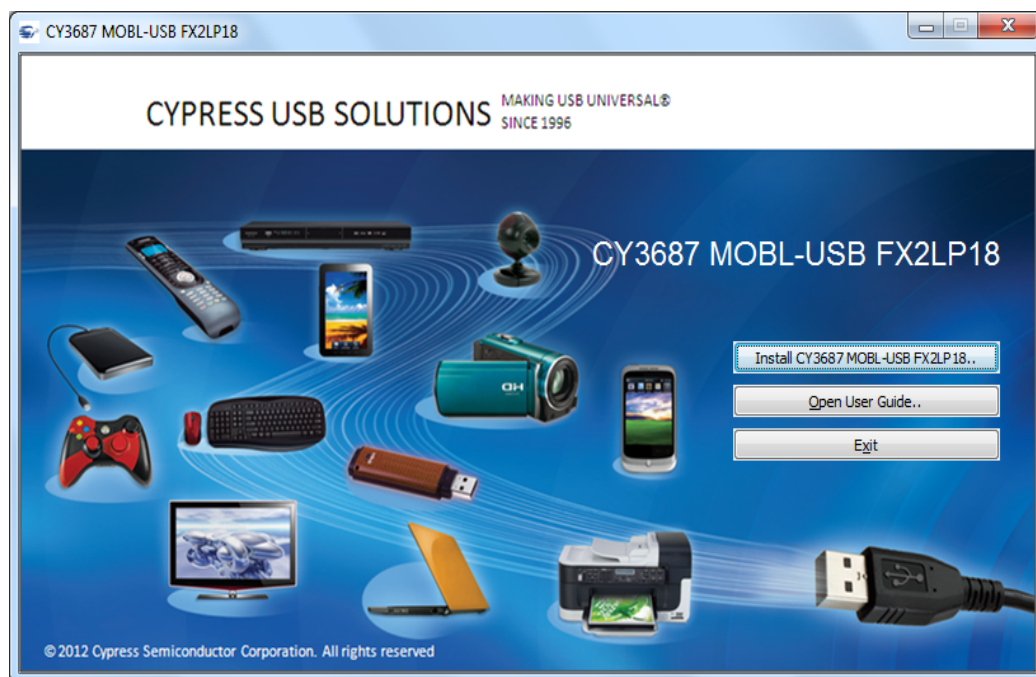 CY3687 MOBL-USB FX2LP18
CYPRESS USB SOLUTIONS
MAKING USB UNIVERSAL®
SINCE 1996
CY3687 MOBL-USB FX2LP18
Install CY3687 MOBL-USB FX2LP18..
Open User Guide..
Exit
© 2012 Cypress Semiconductor Corporation. All rights reserved